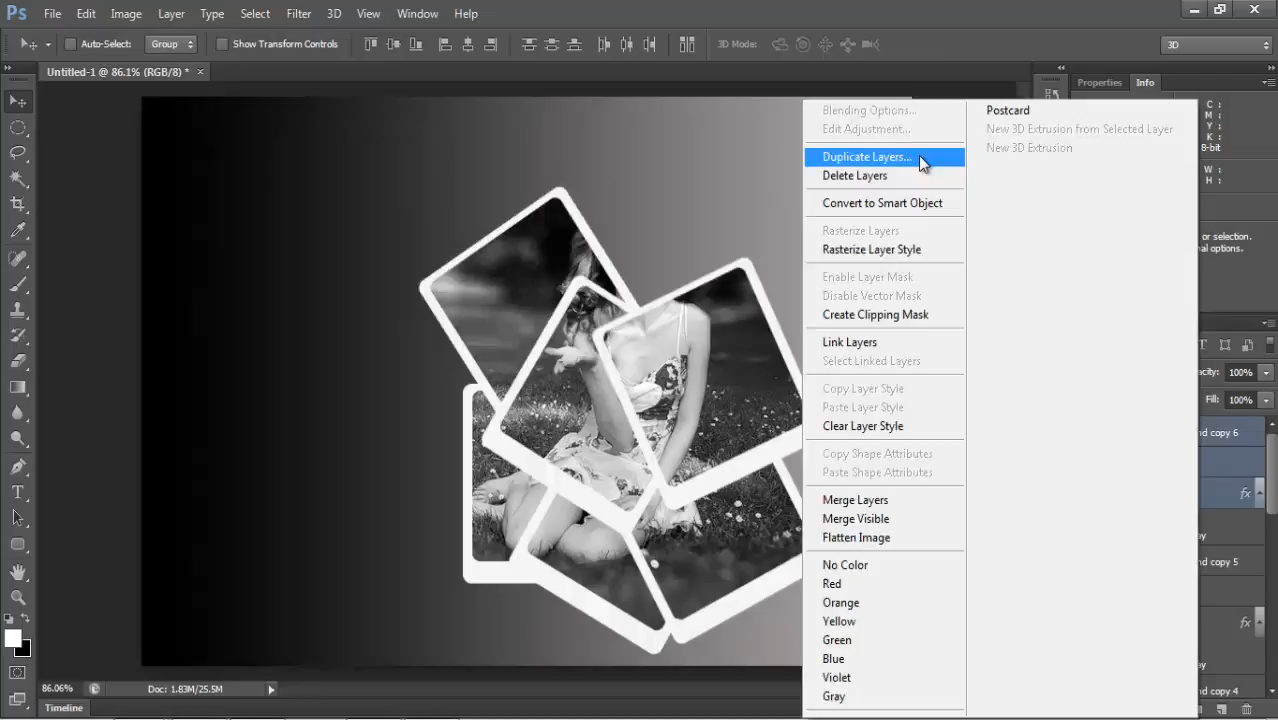 Ps File Edit Image Layer Type Select Filter 3D View Window Help
Auto-Select: Group Show Transform Controls 3D Mode: 3D
Untitled-1 @ 86.1% (RGB/8) * ×
Properties Info
C:
M:
Y:
K:
8-bit
W:
H:
or selection.
nal options.
Blending Options...
Edit Adjustment...
Duplicate Layers...
Delete Layers
Convert to Smart Object
Rasterize Layers
Rasterize Layer Style
Enable Layer Mask
Disable Vector Mask
Create Clipping Mask
Link Layers
Select Linked Layers
Copy Layer Style
Paste Layer Style
Clear Layer Style
Copy Shape Attributes
Paste Shape Attributes
Merge Layers
Merge Visible
Flatten Image
No Color
Red
Orange
Yellow
Green
Blue
Violet
Gray
Postcard
New 3D Extrusion from Selected Layer
New 3D Extrusion
acity: 100%
Fill: 100%
nd copy 6
fx
py
nd copy 5
fx
py
nd copy 4
86.06% Doc: 1.83M/25.5M
Timeline